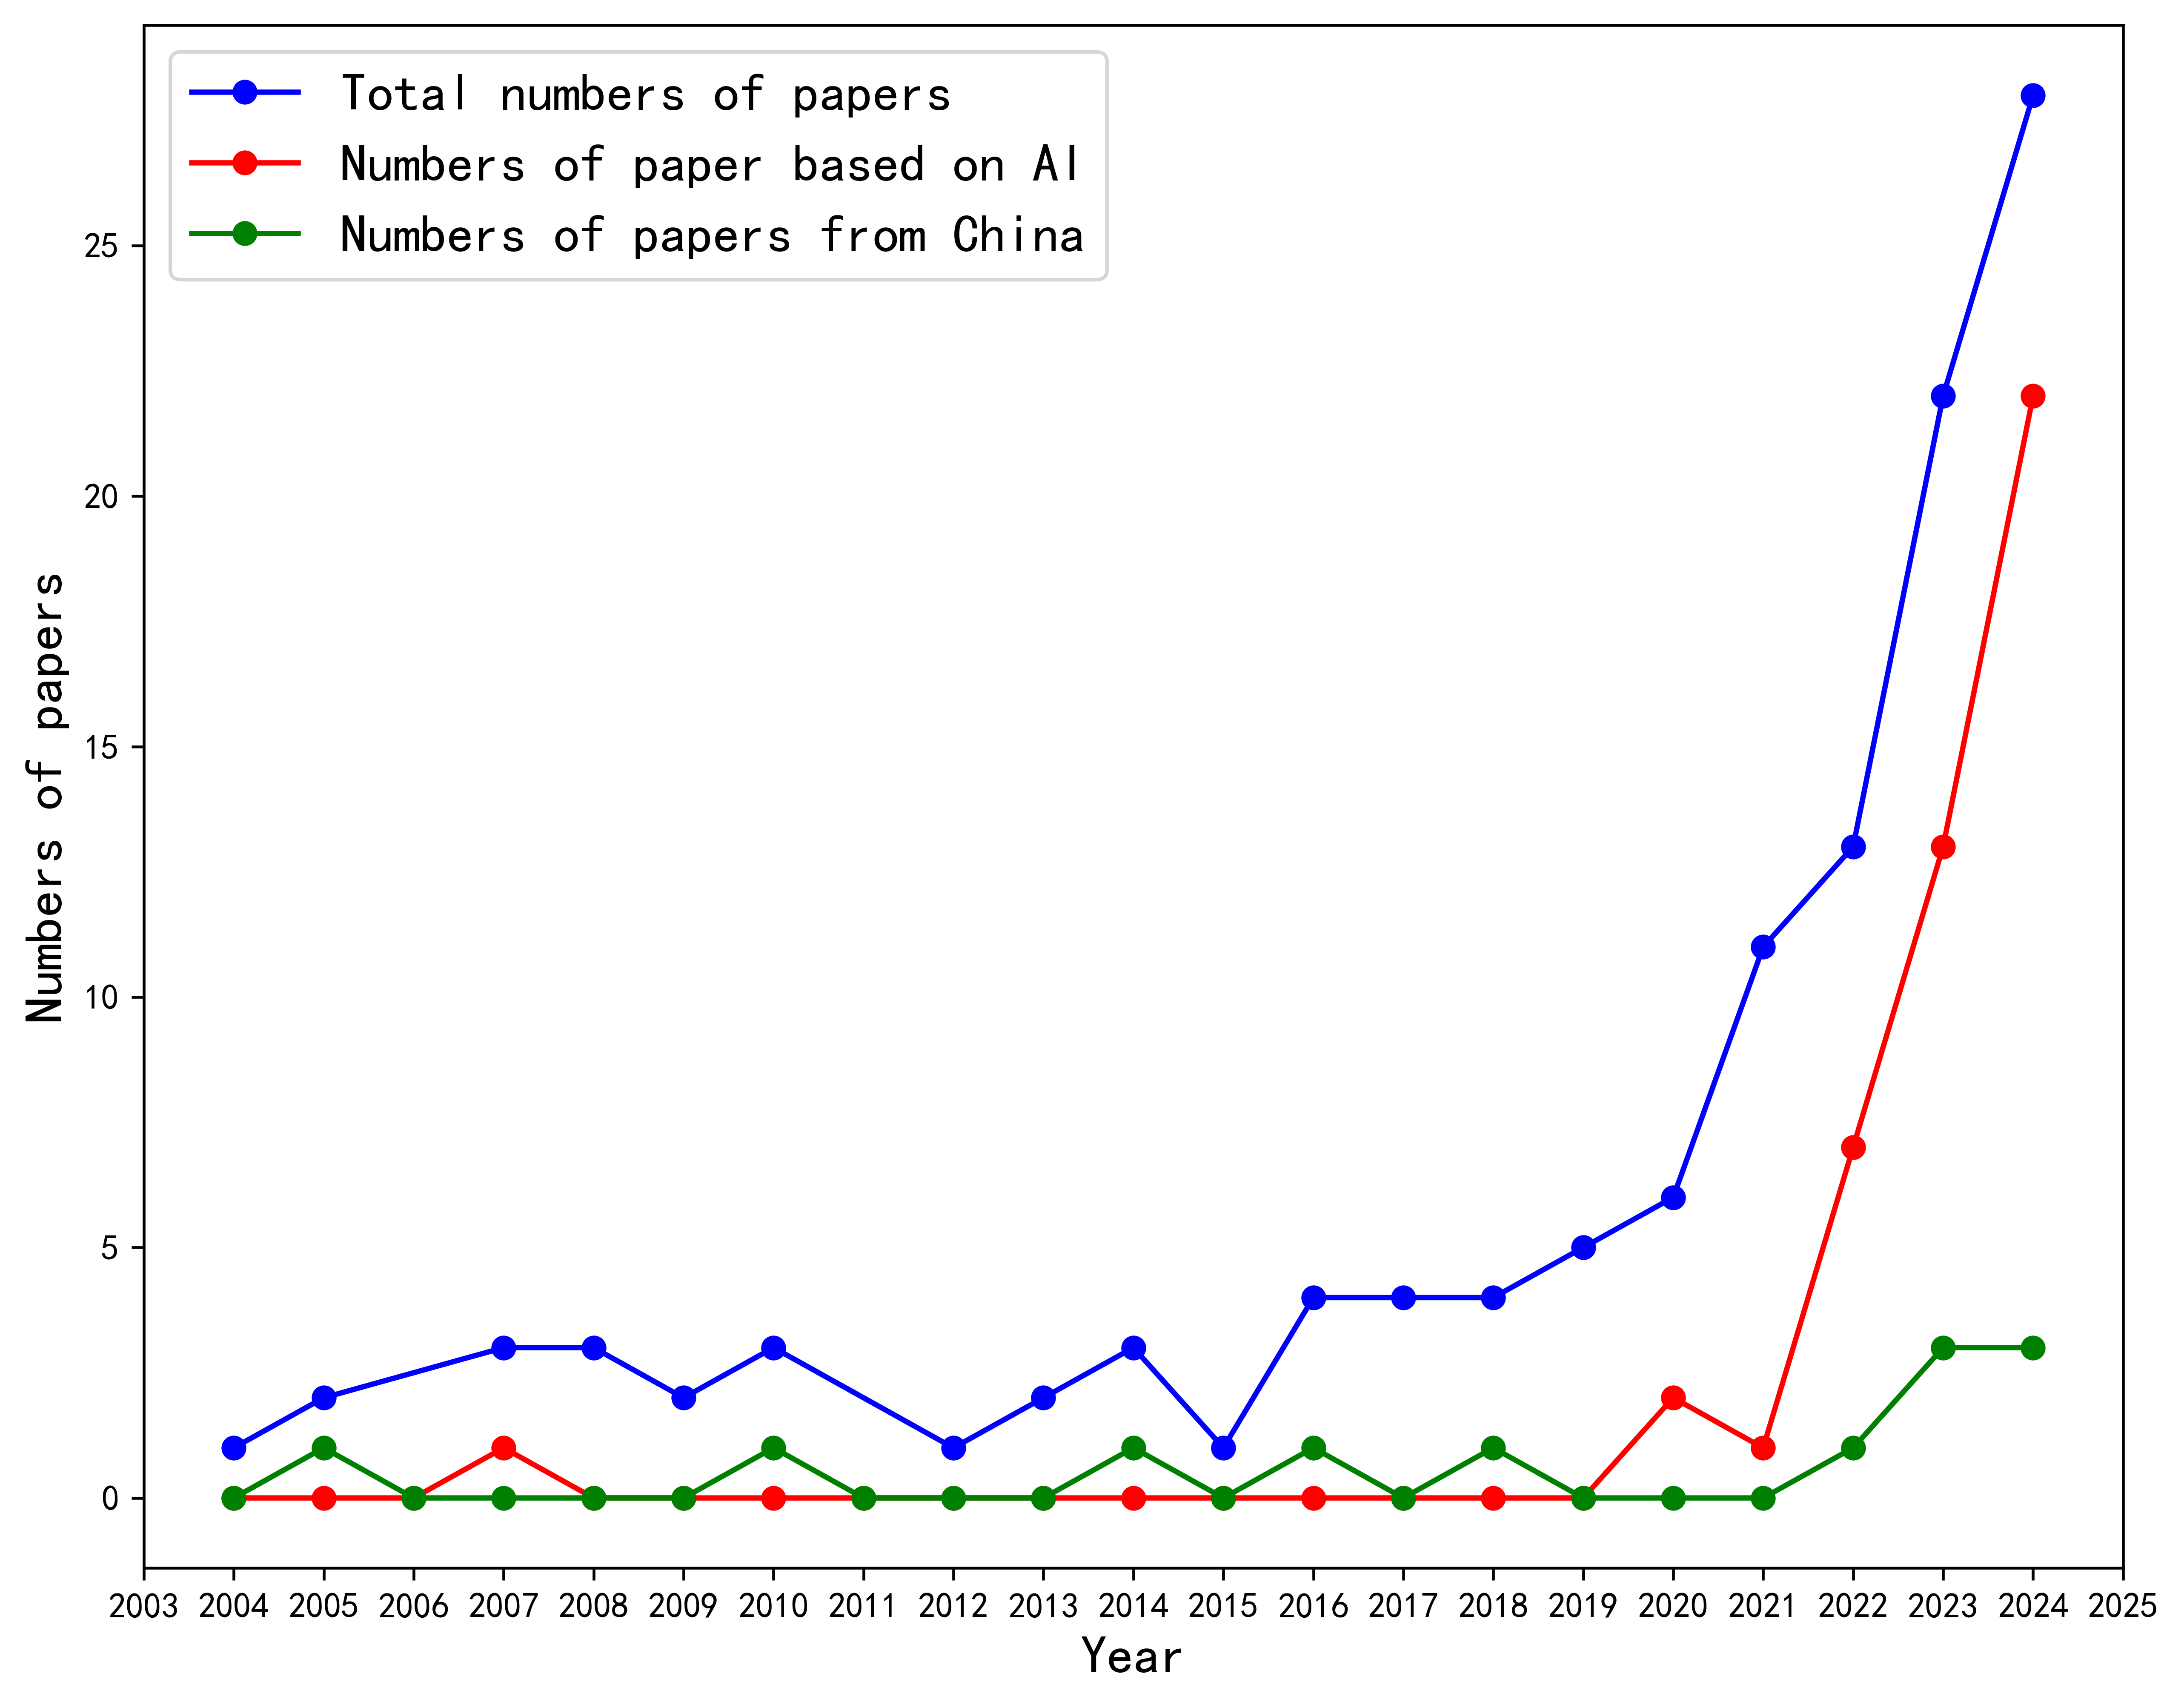 Total numbers of papers
Numbers of paper based on AI
Numbers of papers from China
Numbers of papers
25
20
15
10
5
0
2003 2004 2005 2006 2007 2008 2009 2010 2011 2012 2013 2014 2015 2016 2017 2018 2019 2020 2021 2022 2023 2024 2025
Year